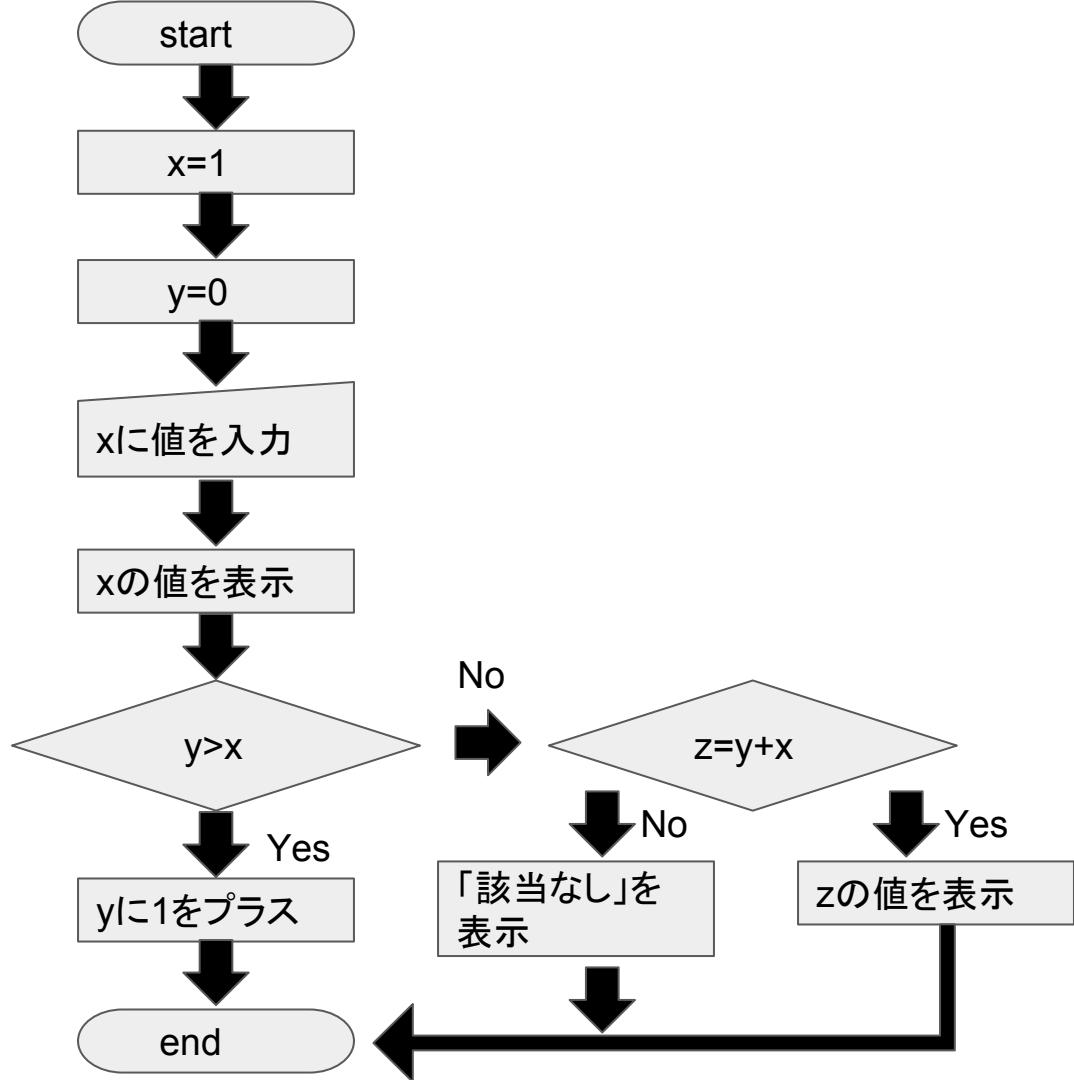 start
x=1
y=0
xに値を入力
xの値を表示
No
y>x
z=y+x
Yes
No
Yes
yに1をプラス
「該当なし」を
表示
zの値を表示
end